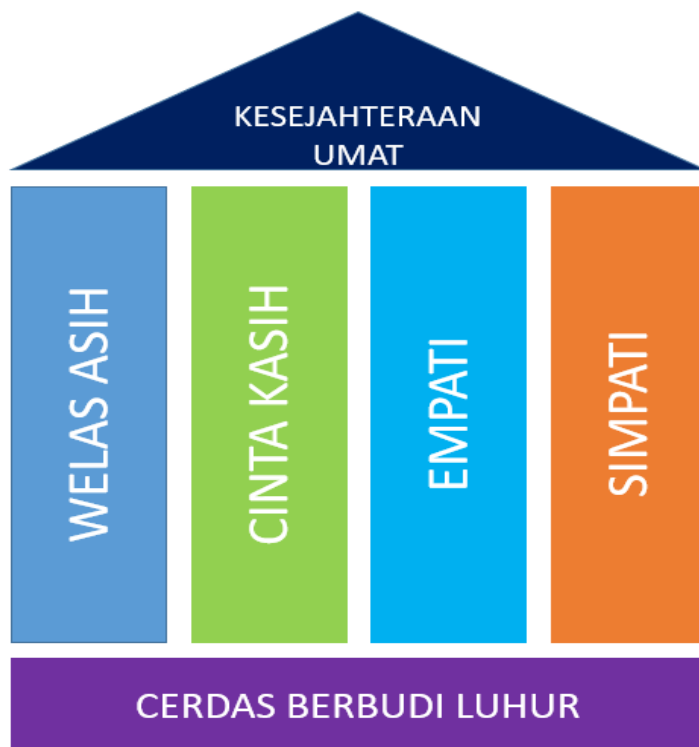 KESEJAHTERAAN
UMAT
WELAS ASIH
CINTA KASIH
EMPATI
SIMPATI
CERDAS BERBUDI LUHUR